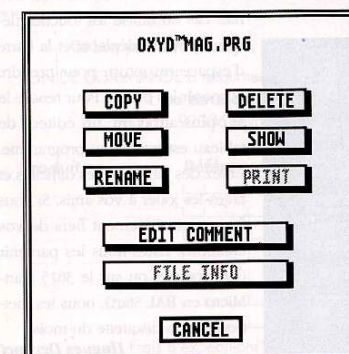 OXYD™MAG.PRG
COPY DELETE
MOVE SHOW
RENAME PRINT
EDIT COMMENT
FILE INFO
CANCEL